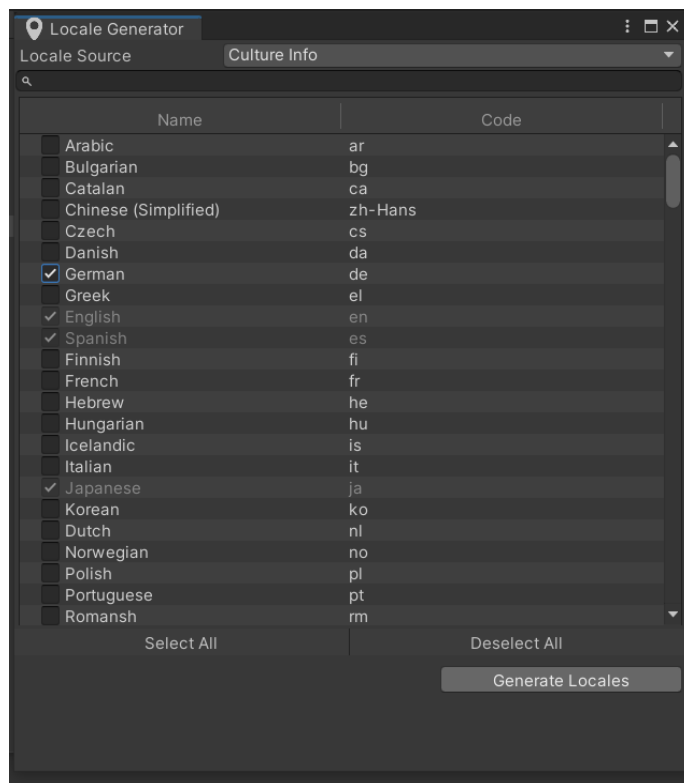 Locale Generator
Locale Source Culture Info
Name Code
Arabic ar
Bulgarian bg
Catalan ca
Chinese (Simplified) zh-Hans
Czech cs
Danish da
German de
Greek el
English en
Spanish es
Finnish fi
French fr
Hebrew he
Hungarian hu
Icelandic is
Italian it
Japanese ja
Korean ko
Dutch nl
Norwegian no
Polish pl
Portuguese pt
Romansh rm
Select All Deselect All
Generate Locales